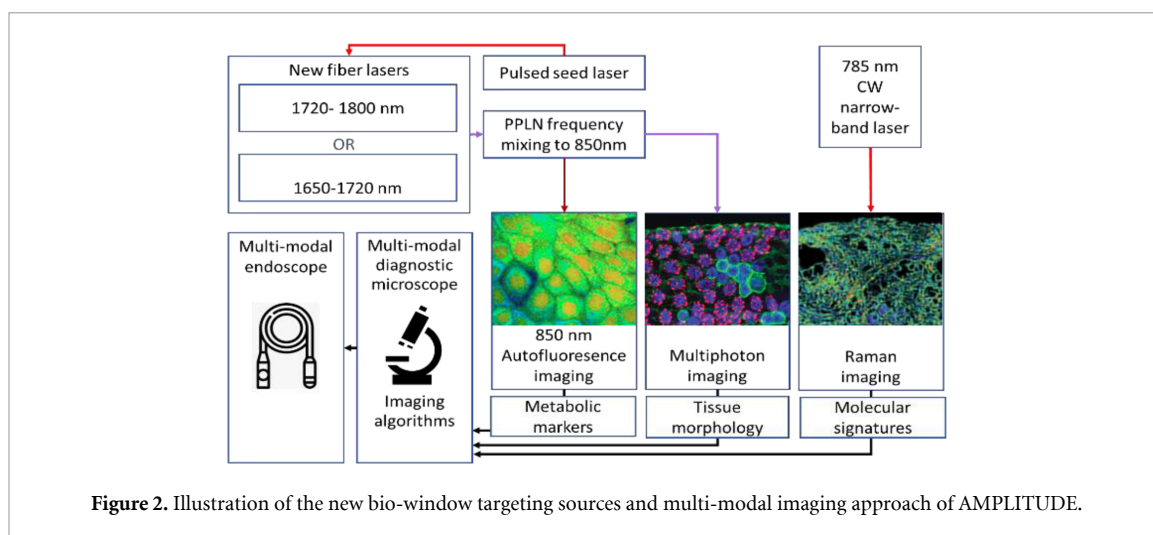 New fiber lasers
1720- 1800 nm
OR
1650-1720 nm
Pulsed seed laser
PPLN frequency
mixing to 850nm
785 nm
CW
narrow-
band laser
Multi-modal
endoscope
Multi-modal
diagnostic
microscope
Imaging
algorithms
850 nm
Autofluoresence
imaging
Metabolic
markers
Multiphoton
imaging
Tissue
morphology
Raman
imaging
Molecular
signatures
Figure 2. Illustration of the new bio-window targeting sources and multi-modal imaging approach of AMPLITUDE.